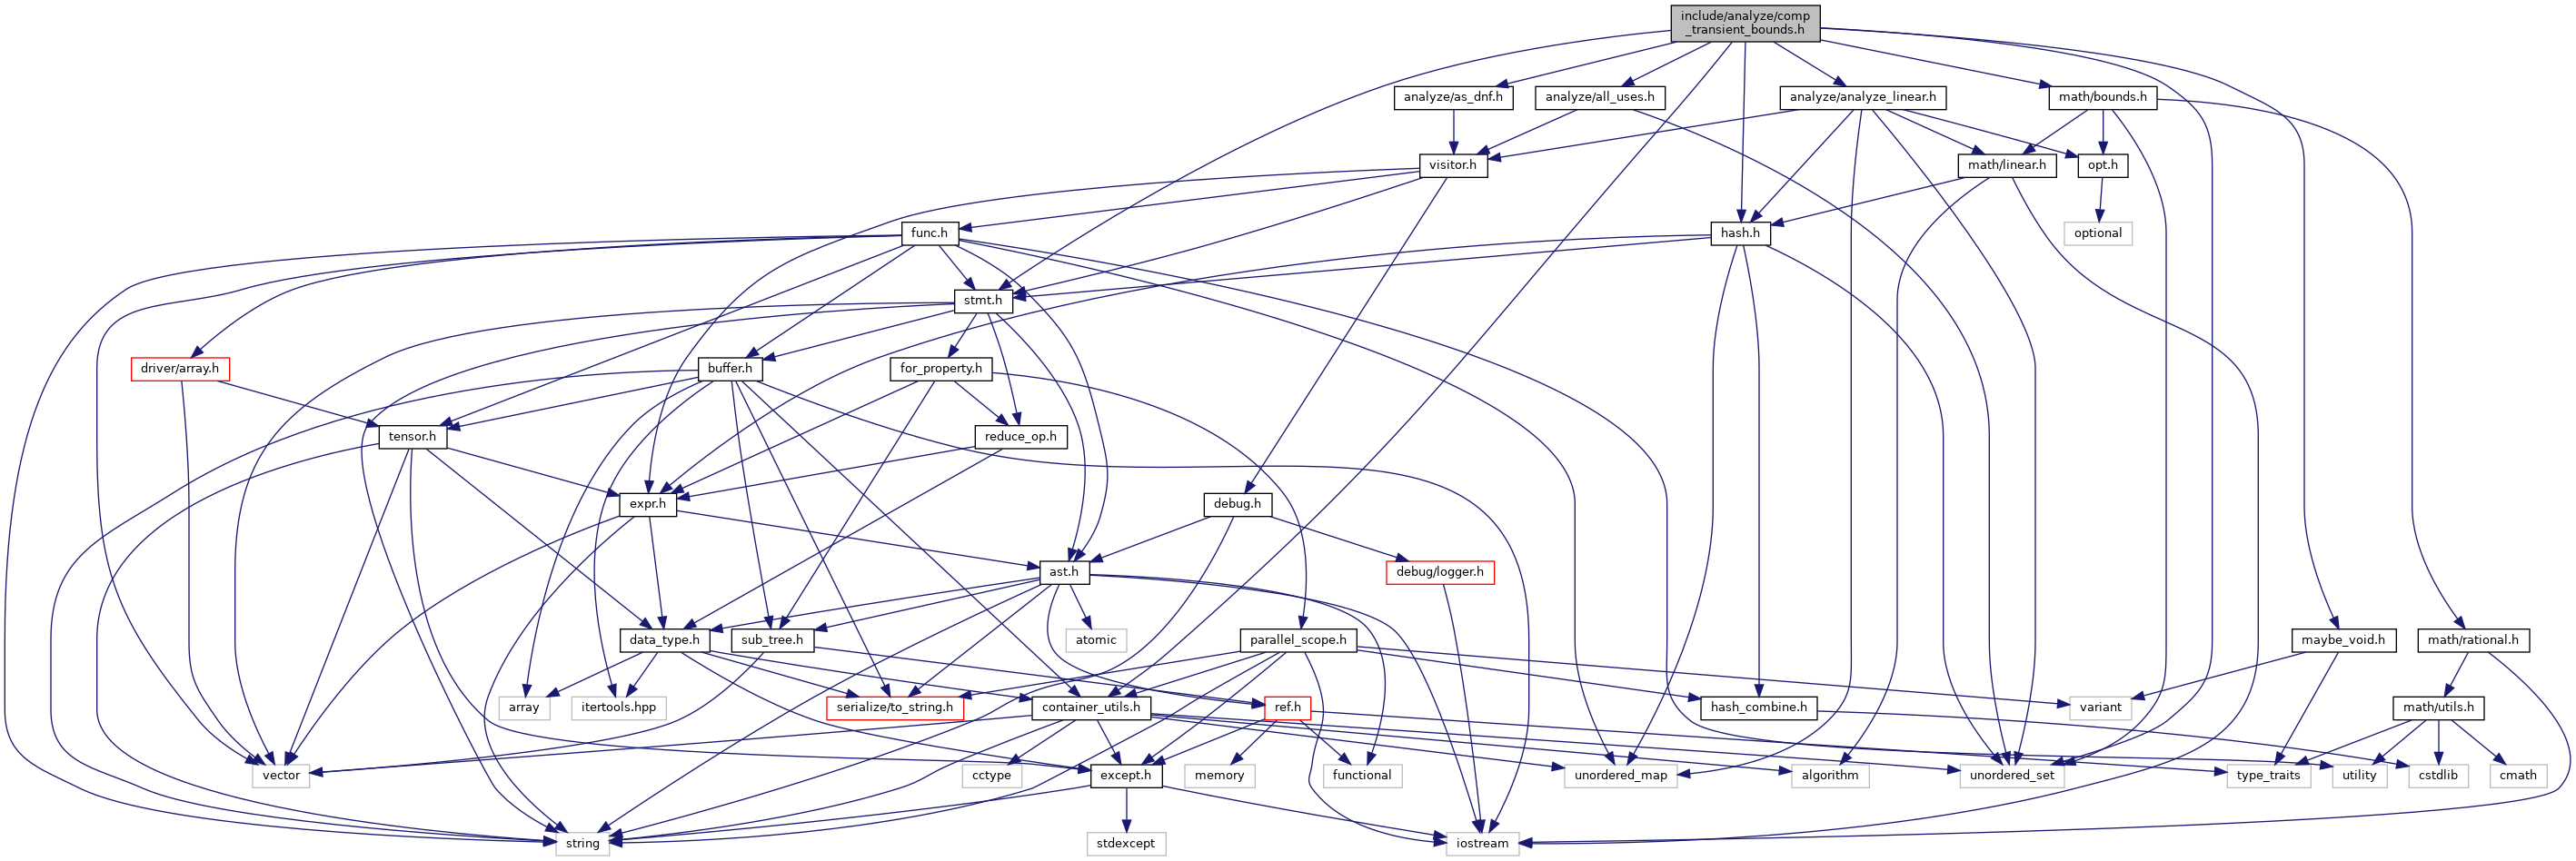 include/analyze/comp
_transient_bounds.h
analyze/as_dnf.h
analyze/all_uses.h
analyze/analyze_linear.h
math/bounds.h
visitor.h
math/linear.h
opt.h
func.h
hash.h
optional
stmt.h
driver/array.h
buffer.h
for_property.h
tensor.h
reduce_op.h
expr.h
debug.h
ast.h
debug/logger.h
data_type.h
sub_tree.h
atomic
parallel_scope.h
maybe_void.h
math/rational.h
array
itertools.hpp
serialize/to_string.h
container_utils.h
ref.h
hash_combine.h
variant
math/utils.h
vector
cctype
except.h
memory
functional
unordered_map
algorithm
unordered_set
type_traits
utility
cstdlib
cmath
string
stdexcept
iostream